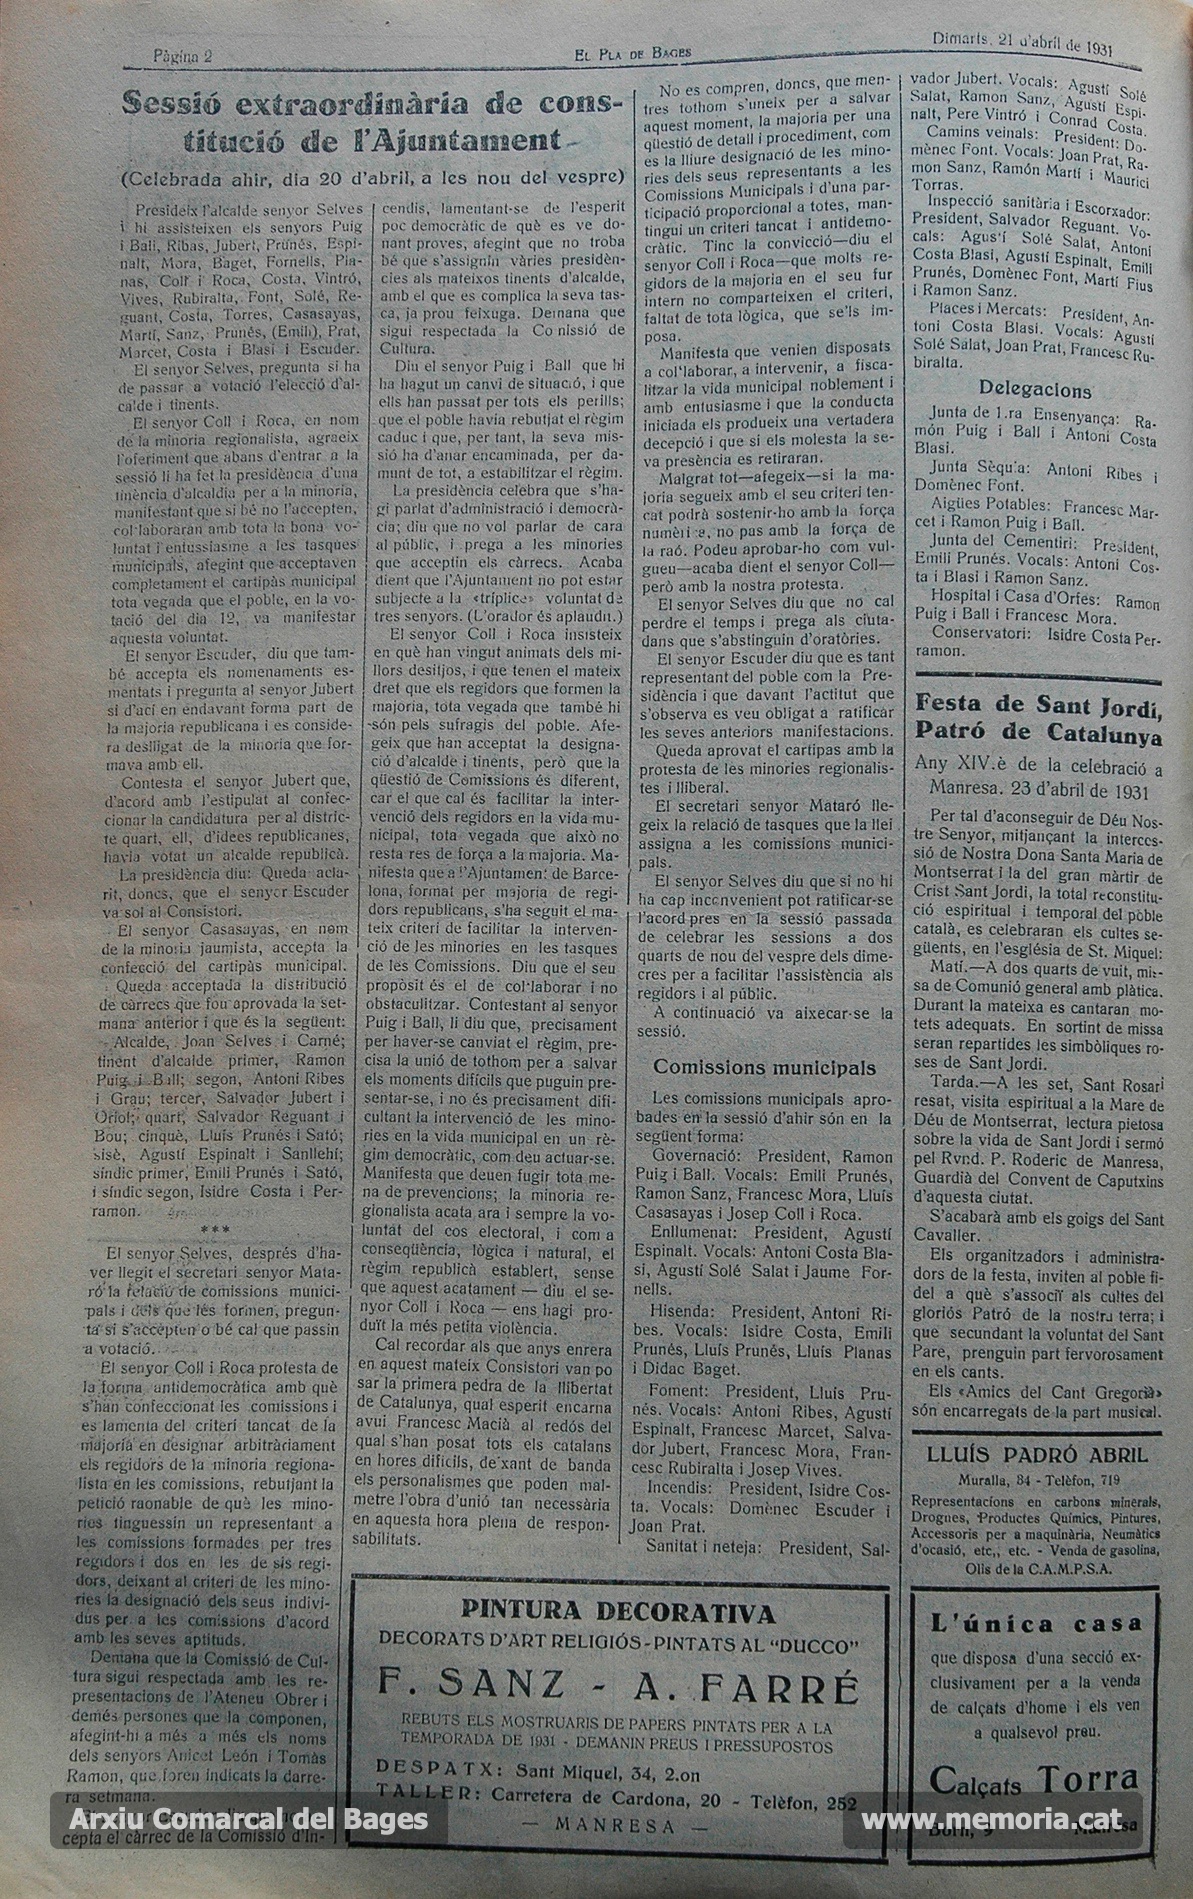 Pàgina 2
EL PLA DE BAGES
Dimarts, 21 d'abril de 1931
Sessió extraordinària de cons-
titució de l'Ajuntament
(Celebrada ahir, dia 20 d'abril, a les nou del vespre)
Presideix l'alcalde senyor Selves
i hi assisteixen els senyors Puig
i Ball, Ribas, Jubert, Prunés, Espi-
nalt, Mora, Baget, Fornells, Pla-
nas, Coll i Roca, Costa, Vintró,
Vives, Rubiralta, Font, Solé, Re-
guant, Costa, Torres, Casasayas,
Martí, Sanz, Prunés, (Emili), Prat,
Marcet, Costa i Blasi i Escuder.
El senyor Selves, pregunta si ha
de passar a votació l'elecció d'al-
calde i tinents.
El senyor Coll i Roca, en nom
de la minoria regionalista, agraeix
l'oferiment que abans d'entrar a la
sessió li ha fet la presidència d'una
tinència d'alcaldia per a la minoria,
manifestant que si bé no l'accepten,
col·laboraran amb tota la bona vo-
luntat i entussiasme a les tasques
municipals, afegint que acceptaven
completament el cartipàs municipal
tota vegada que el poble, en la vo-
tació del dia 12, va manifestar
aquesta voluntat.
El senyor Escuder, diu que tam-
bé accepta els nomenaments es-
mentats i pregunta al senyor Jubert
si d'ací en endavant forma part de
la majoria republicana i es conside-
ra deslligat de la minoria que for-
mava amb ell.
Contesta el senyor Jubert que,
d'acord amb l'estipulat al confec-
cionar la candidatura per al distric-
te quart, ell, d'idees republicanes,
havia votat un alcalde republicà.
La presidència diu: Queda acla-
rit, doncs, que el senyor Escuder
va sol al Consistori.
El senyor Casasayas, en nom
de la minoria jaumista, accepta la
confecció del cartipàs municipal.
Queda acceptada la distribució
de càrrecs que fou aprovada la set-
mana anterior i que és la següent:
Alcalde, Joan Selves i Carné;
tinent d'alcalde primer, Ramon
Puig i Ball; segon, Antoni Ribes
i Grau; tercer, Salvador Jubert i
Oriol; quart, Salvador Reguant i
Bou; cinquè, Lluís Prunés i Sató;
sisè, Agustí Espinalt i Sanllehí;
síndic primer, Emili Prunés i Sató,
i síndic segon, Isidre Costa i Per-
ramon.
***
El senyor Selves, després d'ha-
ver llegit el secretari senyor Mata-
ró la relació de comissions munici-
pals i dels que les formen, pregun-
ta si s'accepten o bé cal que passin
a votació.
El senyor Coll i Roca protesta de
la forma antidemocràtica amb què
s'han confeccionat les comissions i
es lamenta del criteri tancat de la
majoria en designar arbitràriament
els regidors de la minoria regiona-
lista en les comissions, rebutjant la
petició raonable de què les mino-
ries tinguessin un representant a
les comissions formades per tres
regidors i dos en les de sis regi-
dors, deixant al criteri de les mino-
ries la designació dels seus indivi-
dus per a les comissions d'acord
amb les seves aptituds.
Demana que la Comissió de Cul-
tura sigui respectada amb les re-
presentacions de l'Ateneu Obrer i
demés persones que la componen,
afegint-hi a més a més els noms
dels senyors Anicet León i Tomàs
Ramon, que foren indicats la darre-
ra setmana.
cepta el càrrec de la Comissió d'In-
cendis, lamentant-se de l'esperit
poc democràtic de què es ve do-
nant proves, afegint que no troba
bé que s'assignin vàries presidèn-
cies als mateixos tinents d'alcalde,
amb el que es complica la seva tas-
ca, ja prou feixuga. Demana que
sigui respectada la Comissió de
Cultura.
Diu el senyor Puig i Ball que hi
ha hagut un canvi de situació, i que
ells han passat per tots els perills;
que el poble havia rebutjat el règim
caduc i que, per tant, la seva mis-
sió ha d'anar encaminada, per da-
munt de tot, a estabilitzar el règim.
La presidència celebra que s'ha-
gi parlat d'administració i democrà-
cia; diu que no vol parlar de cara
al públic, i prega a les minories
que acceptin els càrrecs. Acaba
dient que l'Ajuntament no pot estar
subjecte a la «tríplice» voluntat de
tres senyors. (L'orador és aplaudit.)
El senyor Coll i Roca insisteix
en què han vingut animats dels mi-
llors desitjos, i que tenen el mateix
dret que els regidors que formen la
majoria, tota vegada que també hi
són pels sufragis del poble. Afe-
geix que han acceptat la designa-
ció d'alcalde i tinents, però que la
qüestió de Comissions és diferent,
car el que cal és facilitar la inter-
venció dels regidors en la vida mu-
nicipal, tota vegada que això no
resta res de força a la majoria. Ma-
nifesta que a l'Ajuntament de Barce-
lona, format per majoria de regi-
dors republicans, s'ha seguit el ma-
teix criteri de facilitar la interven-
ció de les minories en les tasques
de les Comissions. Diu que el seu
propòsit és el de col·laborar i no
obstaculitzar. Contestant al senyor
Puig i Ball, li diu que, precisament
per haver-se canviat el règim, pre-
cisa la unió de tothom per a salvar
els moments difícils que puguin pre-
sentar-se, i no és precisament difi-
cultant la intervenció de les mino-
ries en la vida municipal en un rè-
gim democràtic, com deu actuar-se.
Manifesta que deuen fugir tota me-
na de prevencions; la minoria re-
gionalista acata ara i sempre la vo-
luntat del cos electoral, i com a
conseqüència, lògica i natural, el
règim republicà establert, sense
que aquest acatament — diu el se-
nyor Coll i Roca — ens hagi pro-
duït la més petita violència.
Cal recordar als que anys enrera
en aquest mateix Consistori van po
sar la primera pedra de la llibertat
de Catalunya, qual esperit encarna
avui Francesc Macià al redós del
qual s'han posat tots els catalans
en hores difícils, deixant de banda
els personalismes que poden mal-
metre l'obra d'unió tan necessària
en aquesta hora plena de respon-
sabilitats.
No es compren, doncs, que men-
tres tothom s'uneix per a salvar
aquest moment, la majoria per una
qüestió de detall i procediment, com
es la lliure designació de les mino-
ries dels seus representants a les
Comissions Municipals i d'una par-
ticipació proporcional a totes, man-
tingui un criteri tancat i antidemo-
cràtic. Tinc la convicció—diu el
senyor Coll i Roca—que molts re-
gidors de la majoria en el seu fur
intern no comparteixen el criteri,
faltat de tota lògica, que se'ls im-
posa.
Manifesta que venien disposats
a col·laborar, a intervenir, a fisca-
litzar la vida municipal noblement i
amb entusiasme i que la conducta
iniciada els produeix una vertadera
decepció i que si els molesta la se-
va presència es retiraran.
Malgrat tot—afegeix—si la ma-
joria segueix amb el seu criteri ten-
cat podrà sostenir-ho amb la força
numèrica, no pas amb la força de
la raó. Podeu aprobar-ho com vul-
gueu—acaba dient el senyor Coll—
però amb la nostra protesta.
El senyor Selves diu que no cal
perdre el temps i prega als ciuta-
dans que s'abstinguin d'oratòries.
El senyor Escuder diu que es tant
representant del poble com la Pre-
sidència i que davant l'actitut que
s'observa es veu obligat a ratificar
les seves anteriors manifestacions.
Queda aprovat el cartipas amb la
protesta de les minories regionalis-
tes i lliberal.
El secretari senyor Mataró lle-
geix la relació de tasques que la llei
assigna a les comissions munici-
pals.
El senyor Selves diu que si no hi
ha cap inconvenient pot ratificar-se
l'acord pres en la sessió passada
de celebrar les sessions a dos
quarts de nou del vespre dels dime-
cres per a facilitar l'assistència als
regidors i al públic.
A continuació va aixecar-se la
sessió.
Comissions municipals
Les comissions municipals apro-
bades en la sessió d'ahir són en la
següent forma:
Governació: President, Ramon
Puig i Ball. Vocals: Emili Prunés,
Ramon Sanz, Francesc Mora, Lluís
Casasayas i Josep Coll i Roca.
Enllumenat: President, Agustí
Espinalt. Vocals: Antoni Costa Bla-
si, Agustí Solé Salat i Jaume For-
nells.
Hisenda: President, Antoni Ri-
bes. Vocals: Isidre Costa, Emili
Prunés, Lluís Prunés, Lluís Planas
i Didac Baget.
Foment: President, Lluís Pru-
nés. Vocals: Antoni Ribes, Agustí
Espinalt, Francesc Marcet, Salva-
dor Jubert, Francesc Mora, Fran-
cesc Rubiralta i Josep Vives.
Incendis: President, Isidre Cos-
ta. Vocals: Domènec Escuder i
Joan Prat.
Sanitat i neteja: President, Sal-
vador Jubert. Vocals: Agustí Solé
Salat, Ramon Sanz, Agustí Espi-
nalt, Pere Vintró i Conrad Costa.
Camins veinals: President: Do-
mènec Font. Vocals: Joan Prat, Ra-
mon Sanz, Ramón Martí i Maurici
Torras.
Inspecció sanitària i Escorxador:
President, Salvador Reguant. Vo-
cals: Agustí Solé Salat, Antoni
Costa Blasi, Agustí Espinalt, Emili
Prunés, Domènec Font, Martí Fius
i Ramon Sanz.
Places i Mercats: President, An-
toni Costa Blasi. Vocals: Agustí
Solé Salat, Joan Prat, Francesc Ru-
biralta.
Delegacions
Junta de 1.ra Ensenyança: Ra-
món Puig i Ball i Antoni Costa
Blasi.
Junta Sèquia: Antoni Ribes i
Domènec Font.
Aigües Potables: Francesc Mar-
cet i Ramon Puig i Ball.
Junta del Cementiri: President,
Emili Prunés. Vocals: Antoni Cos-
ta i Blasi i Ramon Sanz.
Hospital i Casa d'Orfes: Ramon
Puig i Ball i Francesc Mora.
Conservatori: Isidre Costa Per-
ramon.
Festa de Sant Jordi,
Patró de Catalunya
Any XIV.è de la celebració a
Manresa. 23 d'abril de 1931
Per tal d'aconseguir de Déu Nos-
tre Senyor, mitjançant la interces-
sió de Nostra Dona Santa Maria de
Montserrat i la del gran màrtir de
Crist Sant Jordi, la total reconstitu-
ció espiritual i temporal del poble
català, es celebraran els cultes se-
güents, en l'església de St. Miquel:
Matí.—A dos quarts de vuit, mis-
sa de Comunió general amb plàtica.
Durant la mateixa es cantaran mo-
tets adequats. En sortint de missa
seran repartides les simbòliques ro-
ses de Sant Jordi.
Tarda.—A les set, Sant Rosari
resat, visita espiritual a la Mare de
Déu de Montserrat, lectura pietosa
sobre la vida de Sant Jordi i sermó
pel Rvnd. P. Roderic de Manresa,
Guardià del Convent de Caputxins
d'aquesta ciutat.
S'acabarà amb els goigs del Sant
Cavaller.
Els organitzadors i administra-
dors de la festa, inviten al poble fi-
del a què s'associï als cultes del
gloriós Patró de la nostra terra; i
que secundant la voluntat del Sant
Pare, prenguin part fervorosament
en els cants.
Els «Amics del Cant Gregorià»
són encarregats de la part musical.
LLUÍS PADRÓ ABRIL
Muralla, 34 - Telèfon, 719
Representacions en carbons minerals,
Drogues, Productes Químics, Pintures,
Accessoris per a maquinària, Neumàtics
d'ocasió, etc,, etc. - Venda de gasolina,
Olis de la C.A.M.P.S.A.
PINTURA DECORATIVA
DECORATS D'ART RELIGIÓS-PINTATS AL "DUCCO"
F. SANZ - A. FARRÉ
REBUTS ELS MOSTRUARIS DE PAPERS PINTATS PER A LA
TEMPORADA DE 1931 - DEMANIN PREUS I PRESSUPOSTOS
DESPATX: Sant Miquel, 34, 2.on
TALLER: Carretera de Cardona, 20 - Telèfon, 252
— MANRESA —
L'única casa
que disposa d'una secció ex-
clusivament per a la venda
de calçats d'home i els ven
a qualsevol preu.
Calçats Torra
Born, 9 Manresa
Arxiu Comarcal del Bages
www.memoria.cat